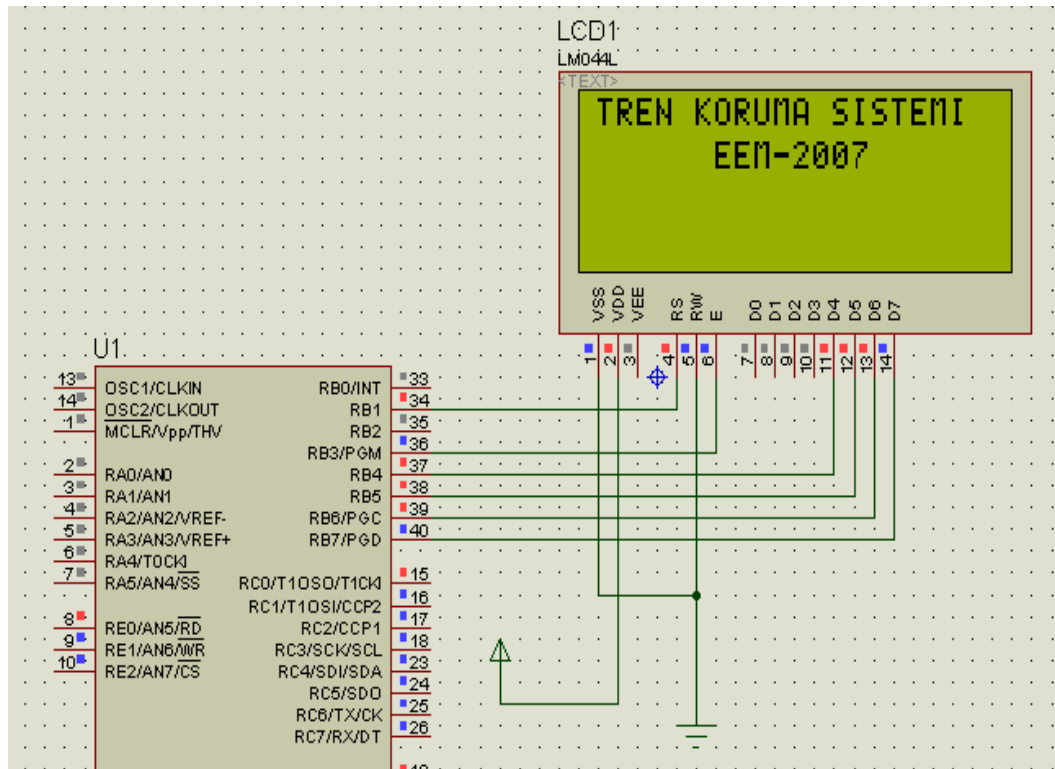 LCD1
LM044L
<TEXT>
TREN KORUMA SISTEMI
EEM-2007
VSS
VDD
VEE
RS
RW
E
D0
D1
D2
D3
D4
D5
D6
D7
1
2
3
4
5
6
7
8
9
10
11
12
13
14
U1
13 OSC1/CLKIN
14 OSC2/CLKOUT
1 MCLR/Vpp/THV
2 RA0/AN0
3 RA1/AN1
4 RA2/AN2/VREF-
5 RA3/AN3/VREF+
6 RA4/T0CKI
7 RA5/AN4/SS
8 RE0/AN5/RD
9 RE1/AN6/WR
10 RE2/AN7/CS
RB0/INT 33
RB1 34
RB2 35
RB3/PGM 36
RB4 37
RB5 38
RB6/PGC 39
RB7/PGD 40
RC0/T1OSO/T1CKI 15
RC1/T1OSI/CCP2 16
RC2/CCP1 17
RC3/SCK/SCL 18
RC4/SDI/SDA 23
RC5/SDO 24
RC6/TX/CK 25
RC7/RX/DT 26